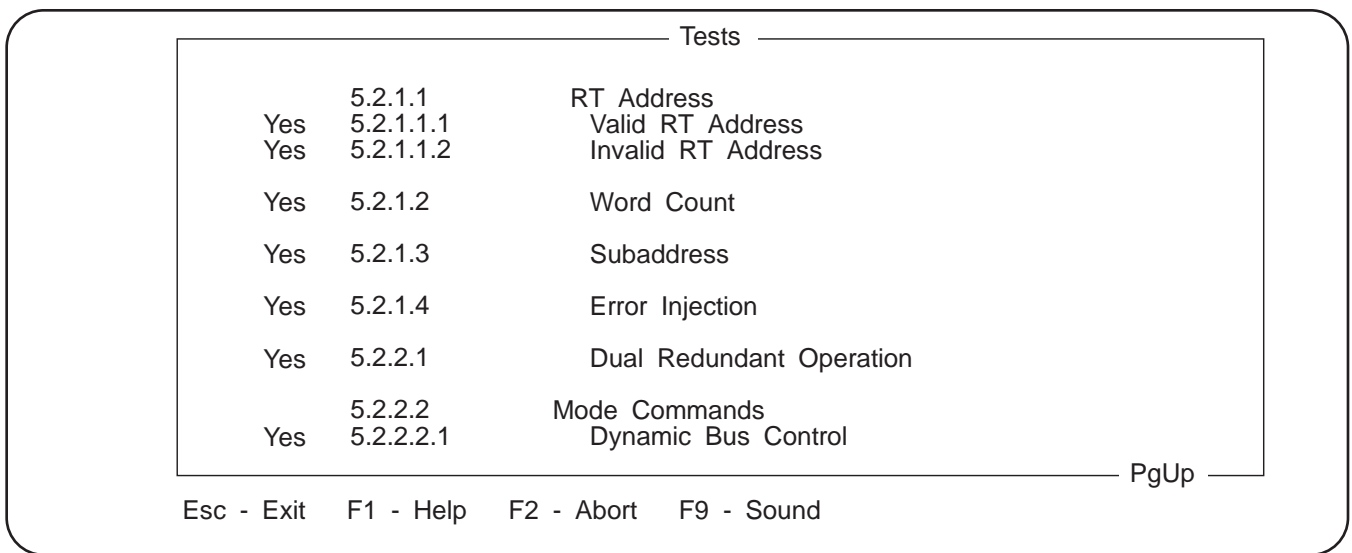 Tests
5.2.1.1 RT Address
Yes 5.2.1.1.1 Valid RT Address
Yes 5.2.1.1.2 Invalid RT Address
Yes 5.2.1.2 Word Count
Yes 5.2.1.3 Subaddress
Yes 5.2.1.4 Error Injection
Yes 5.2.2.1 Dual Redundant Operation
5.2.2.2 Mode Commands
Yes 5.2.2.2.1 Dynamic Bus Control
PgUp
Esc - Exit F1 - Help F2 - Abort F9 - Sound